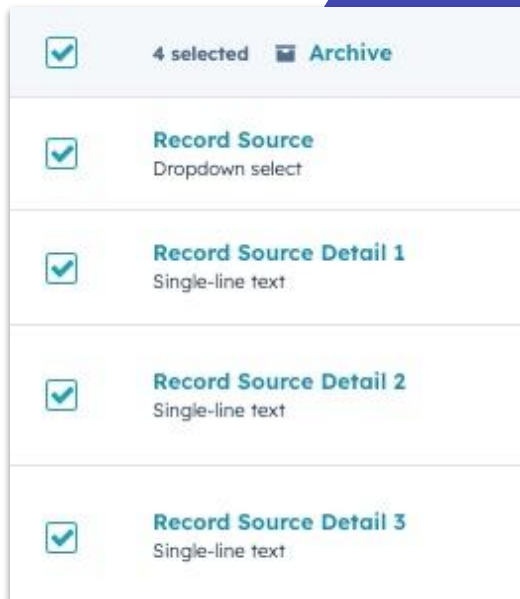 4 selected Archive
Record Source
Dropdown select
Record Source Detail 1
Single-line text
Record Source Detail 2
Single-line text
Record Source Detail 3
Single-line text